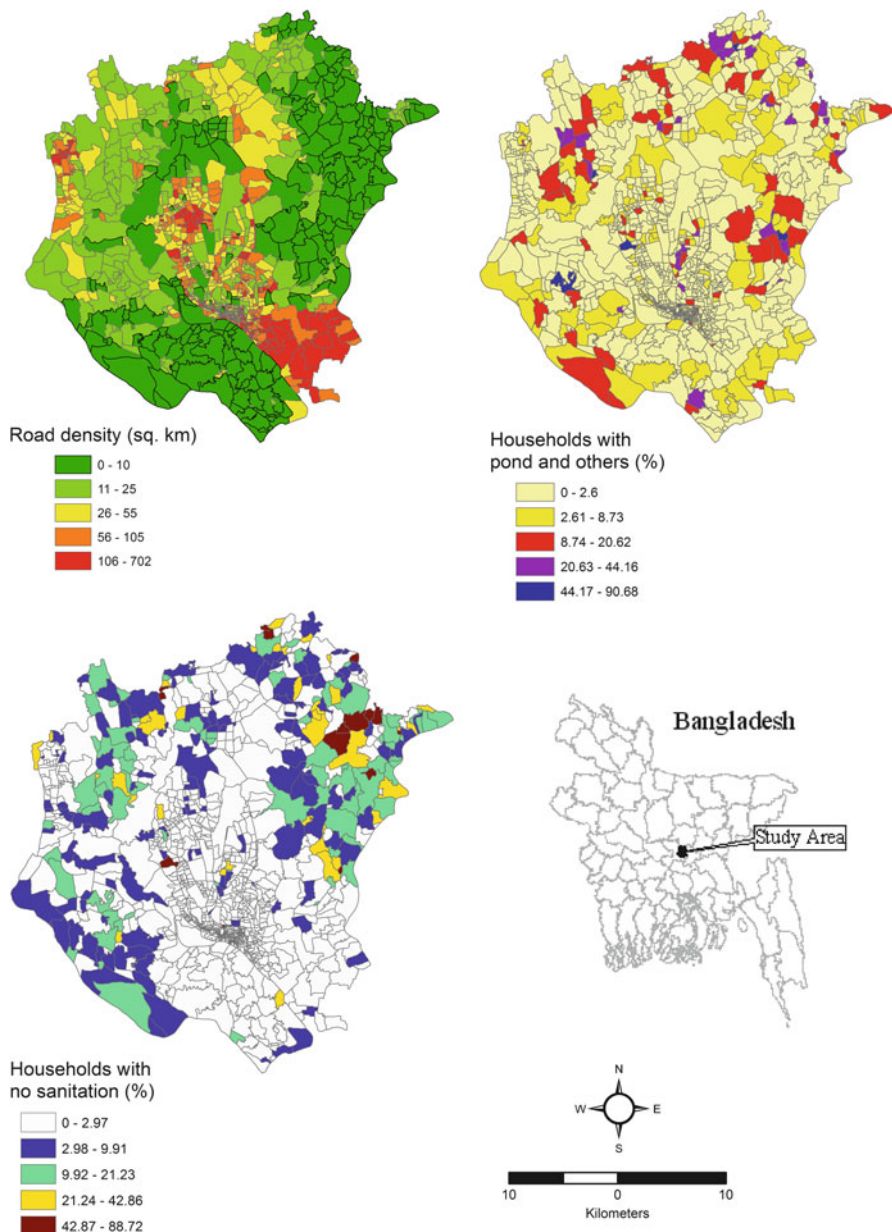 Road density (sq. km)
0 - 10
11 - 25
26 - 55
56 - 105
106 - 702
Households with
pond and others (%)
0 - 2.6
2.61 - 8.73
8.74 - 20.62
20.63 - 44.16
44.17 - 90.68
Bangladesh
Study Area
Households with
no sanitation (%)
0 - 2.97
2.98 - 9.91
9.92 - 21.23
21.24 - 42.86
42.87 - 88.72
N
W
E
S
10
0
10
Kilometers